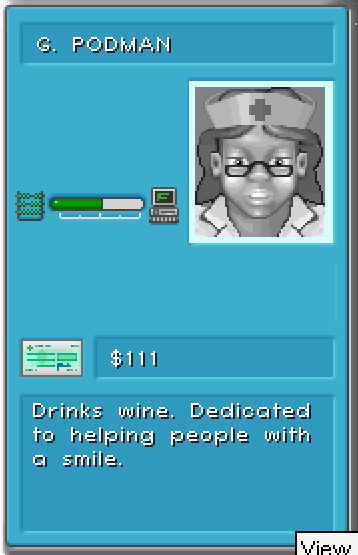 G. PODMAN
$111
Drinks wine. Dedicated
to helping people with
a smile.
View